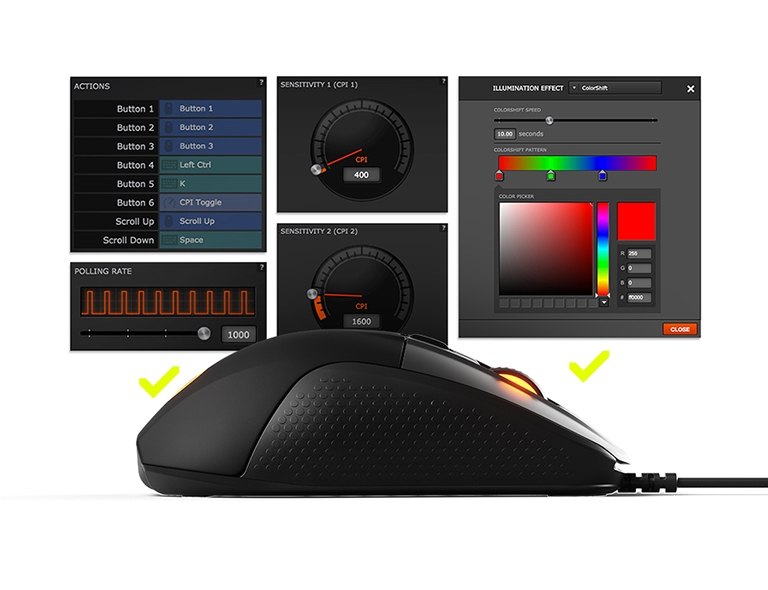 ACTIONS ?
Button 1 Button 1
Button 2 Button 2
Button 3 Button 3
Button 4 Left Ctrl
Button 5 K
Button 6 CPI Toggle
Scroll Up Scroll Up
Scroll Down Space
POLLING RATE ?
1000
SENSITIVITY 1 (CPI 1) ?
CPI
400
SENSITIVITY 2 (CPI 2) ?
CPI
1600
ILLUMINATION EFFECT ColorShift
COLORSHIFT SPEED
10.00 seconds
COLORSHIFT PATTERN
COLOR PICKER
R 255
G 0
B 0
# ff0000
CLOSE